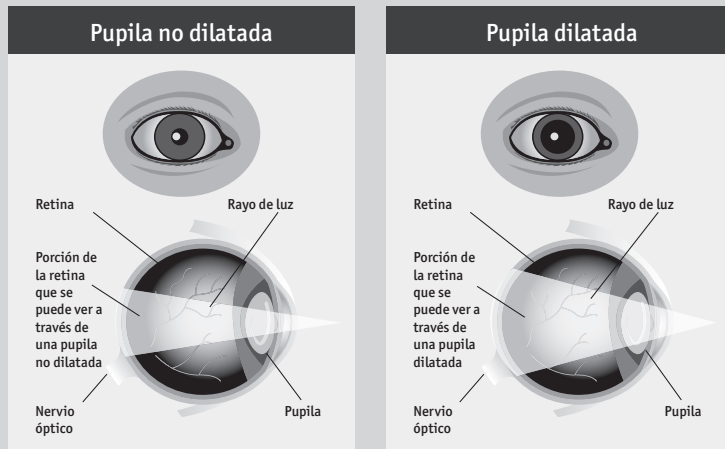 Pupila no dilatada
Retina
Rayo de luz
Porción de
la retina
que se
puede ver a
través de
una pupila
no dilatada
Nervio
óptico
Pupila
Pupila dilatada
Retina
Rayo de luz
Porción de
la retina
que se
puede ver a
través de
una pupila
dilatada
Nervio
óptico
Pupila